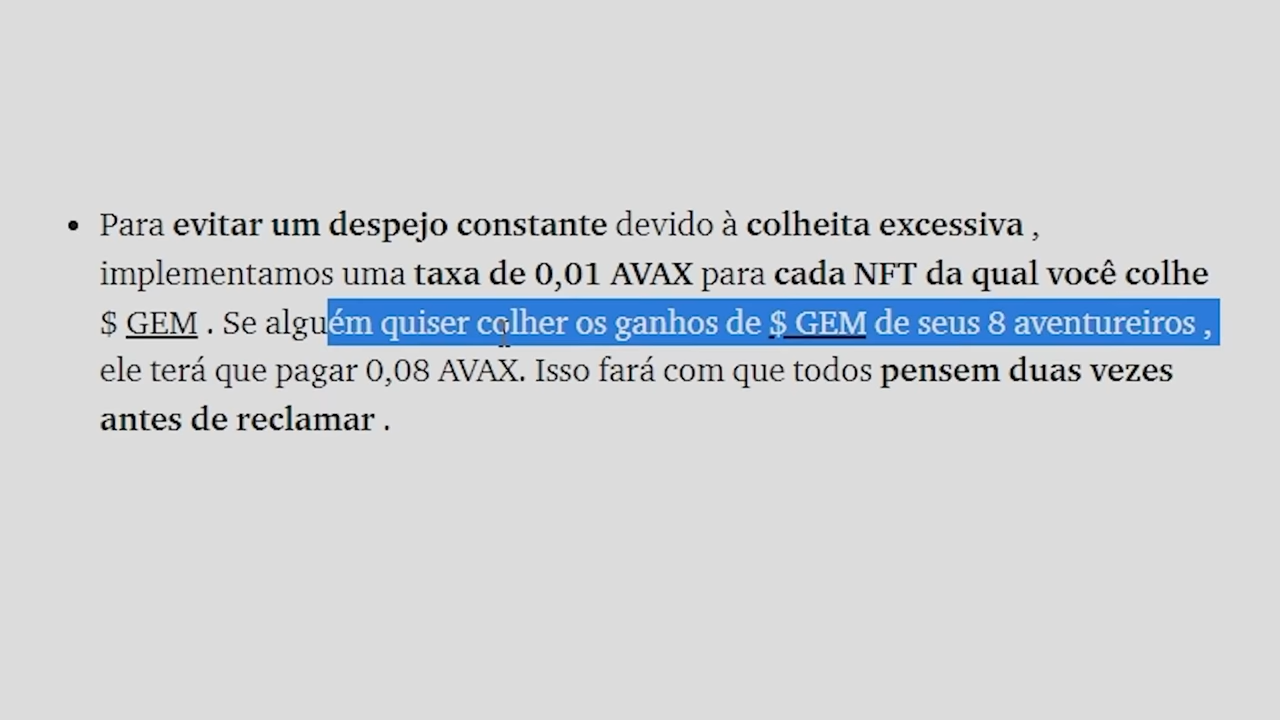 • Para evitar um despejo constante devido à colheita excessiva ,
implementamos uma taxa de 0,01 AVAX para cada NFT da qual você colhe
$ GEM . Se alguém quiser colher os ganhos de $ GEM de seus 8 aventureiros ,
ele terá que pagar 0,08 AVAX. Isso fará com que todos pensem duas vezes
antes de reclamar .